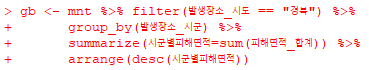 > gb <- mnt %>% filter(발생장소_시도 == "경북") %>%
+ group_by(발생장소_시군) %>%
+ summarize(시군별피해면적=sum(피해면적_합계)) %>%
+ arrange(desc(시군별피해면적))